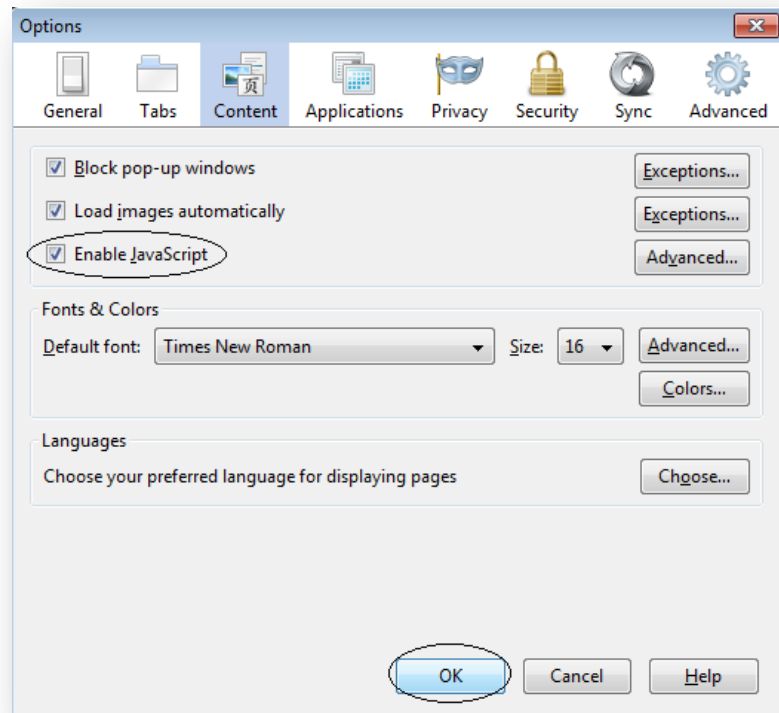 Options
General Tabs Content Applications Privacy Security Sync Advanced
Block pop-up windows Exceptions...
Load images automatically Exceptions...
Enable JavaScript Advanced...
Fonts & Colors
Default font: Times New Roman Size: 16 Advanced...
Colors...
Languages
Choose your preferred language for displaying pages Choose...
OK Cancel Help